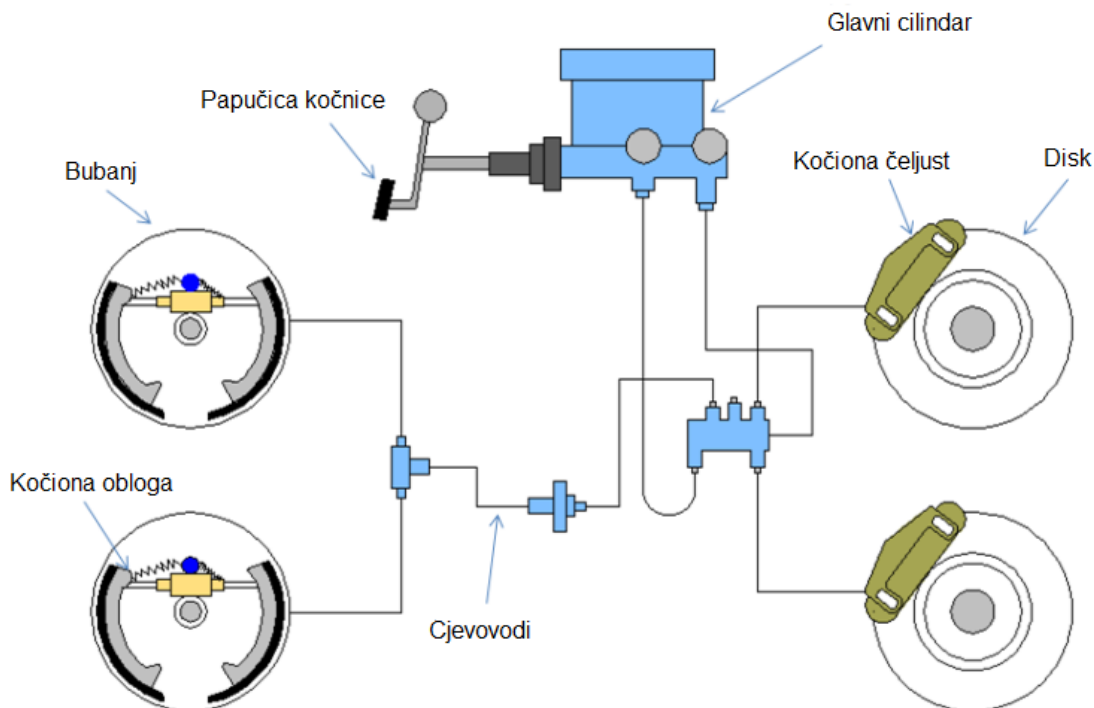 Glavni cilindar
Papučica kočnice
Kočiona čeljust
Disk
Bubanj
Kočiona obloga
Cjevovodi